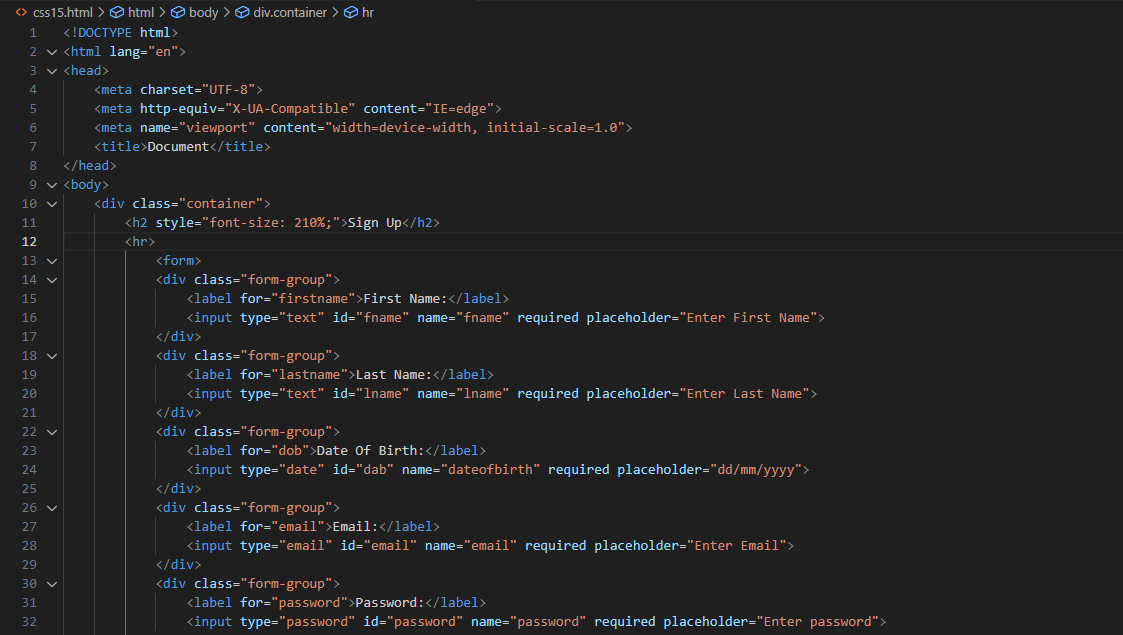 css15.html > html > body > div.container > hr
1 <!DOCTYPE html>
2 <html lang="en">
3 <head>
4 <meta charset="UTF-8">
5 <meta http-equiv="X-UA-Compatible" content="IE=edge">
6 <meta name="viewport" content="width=device-width, initial-scale=1.0">
7 <title>Document</title>
8 </head>
9 <body>
10 <div class="container">
11 <h2 style="font-size: 210%;">Sign Up</h2>
12 <hr>
13 <form>
14 <div class="form-group">
15 <label for="firstname">First Name:</label>
16 <input type="text" id="fname" name="fname" required placeholder="Enter First Name">
17 </div>
18 <div class="form-group">
19 <label for="lastname">Last Name:</label>
20 <input type="text" id="lname" name="lname" required placeholder="Enter Last Name">
21 </div>
22 <div class="form-group">
23 <label for="dob">Date Of Birth:</label>
24 <input type="date" id="dab" name="dateofbirth" required placeholder="dd/mm/yyyy">
25 </div>
26 <div class="form-group">
27 <label for="email">Email:</label>
28 <input type="email" id="email" name="email" required placeholder="Enter Email">
29 </div>
30 <div class="form-group">
31 <label for="password">Password:</label>
32 <input type="password" id="password" name="password" required placeholder="Enter password">